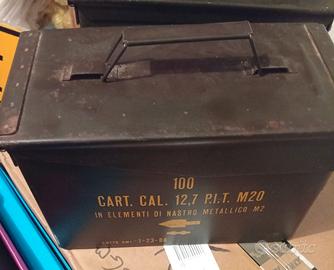 100
CART. CAL. 12,7 P.I.T. M20
IN ELEMENTI DI NASTRO METALLICO M2